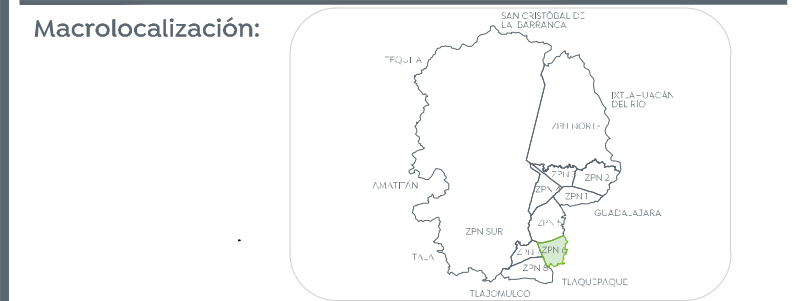 Macrolocalización:
SAN CRISTÓBAL DE
LA BARRANCA
TEQUILA
IXTLAHUACÁN
DEL RÍO
ZPN NORTE
ZPN 2
ZPN 1
AMATITÁN
GUADALAJARA
ZPN SUR
ZPN 6
TALA
ZPN 8
TLAQUEPAQUE
TLAJOMULCO